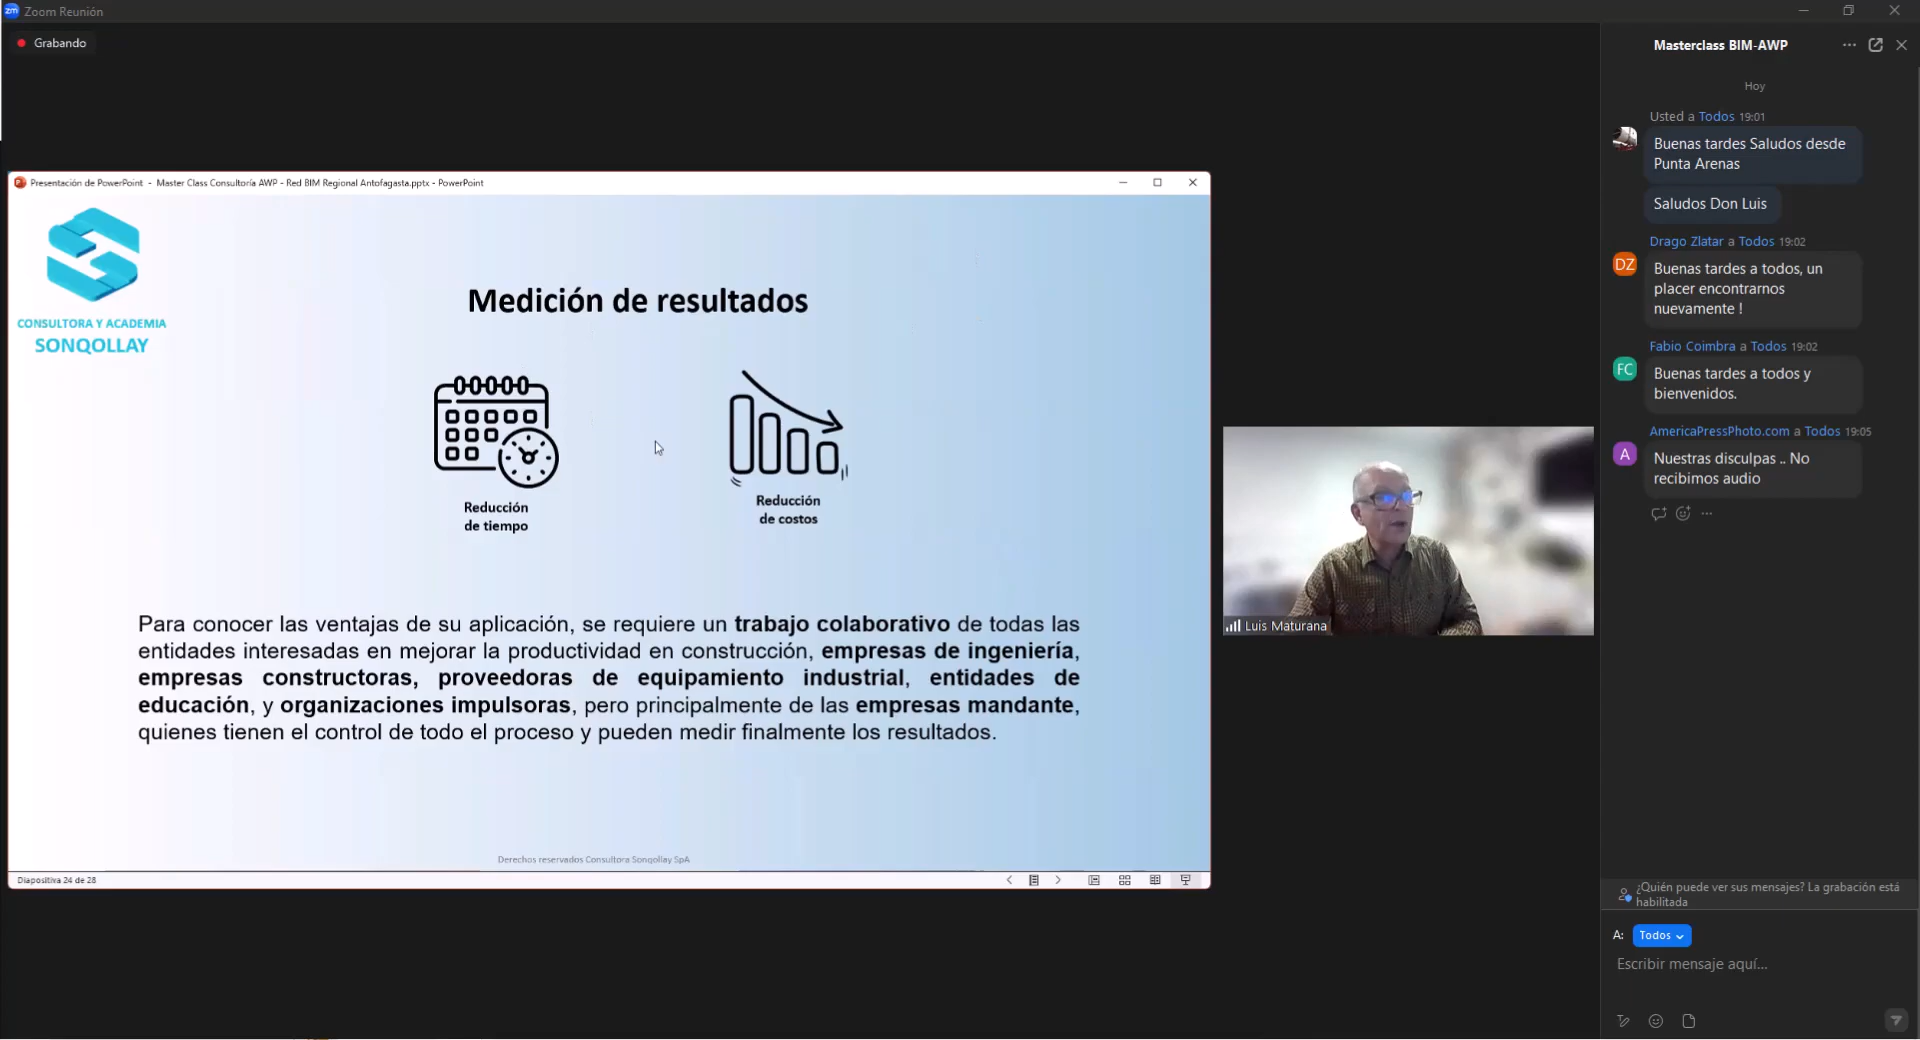 zm Zoom Reunión
Grabando
Presentación de PowerPoint - Master Class Consultoría AWP - Red BIM Regional Antofagasta.pptx - PowerPoint
CONSULTORA Y ACADEMIA
SONQOLLAY
Medición de resultados
Reducción
de tiempo
Reducción
de costos
Para conocer las ventajas de su aplicación, se requiere un trabajo colaborativo de todas las
entidades interesadas en mejorar la productividad en construcción, empresas de ingeniería,
empresas constructoras, proveedoras de equipamiento industrial, entidades de
educación, y organizaciones impulsoras, pero principalmente de las empresas mandante,
quienes tienen el control de todo el proceso y pueden medir finalmente los resultados.
Derechos reservados Consultora Sonqollay SpA
Diapositiva 24 de 28
Luis Maturana
Masterclass BIM-AWP
Hoy
Usted a Todos 19:01
Buenas tardes Saludos desde
Punta Arenas
Saludos Don Luis
Drago Zlatar a Todos 19:02
DZ
Buenas tardes a todos, un
placer encontrarnos
nuevamente !
Fabio Coimbra a Todos 19:02
FC
Buenas tardes a todos y
bienvenidos.
AmericaPressPhoto.com a Todos 19:05
A
Nuestras disculpas .. No
recibimos audio
¿Quién puede ver sus mensajes? La grabación está
habilitada
A: Todos
Escribir mensaje aquí...